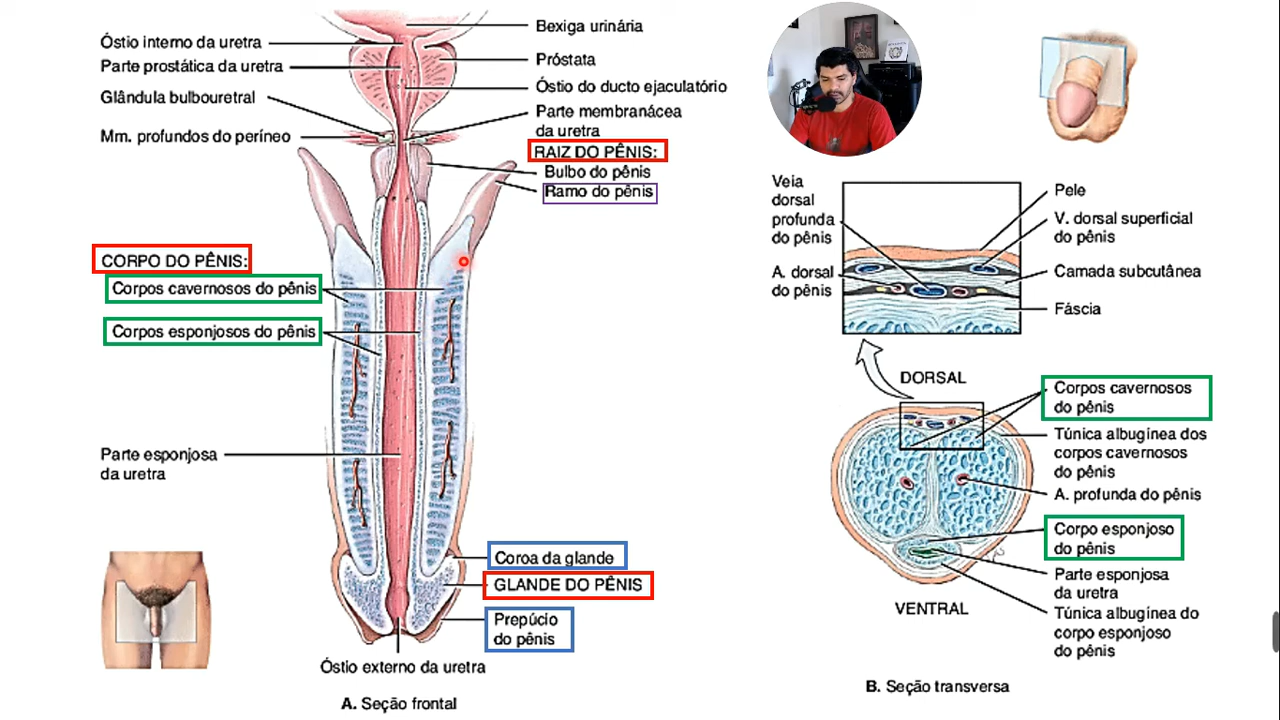 Óstio interno da uretra
Parte prostática da uretra
Glândula bulbouretral
Mm. profundos do períneo
CORPO DO PÊNIS:
Corpos cavernosos do pênis
Corpos esponjosos do pênis
Parte esponjosa
da uretra
Bexiga urinária
Próstata
Óstio do ducto ejaculatório
Parte membranácea
da uretra
RAIZ DO PÊNIS:
Bulbo do pênis
Ramo do pênis
Coroa da glande
GLANDE DO PÊNIS
Prepúcio
do pênis
Óstio externo da uretra
A. Seção frontal
Veia
dorsal
profunda
do pênis
A. dorsal
do pênis
Pele
V. dorsal superficial
do pênis
Camada subcutânea
Fáscia
DORSAL
Corpos cavernosos
do pênis
Túnica albugínea dos
corpos cavernosos
do pênis
A. profunda do pênis
Corpo esponjoso
do pênis
Parte esponjosa
da uretra
Túnica albugínea do
corpo esponjoso
do pênis
VENTRAL
B. Seção transversa